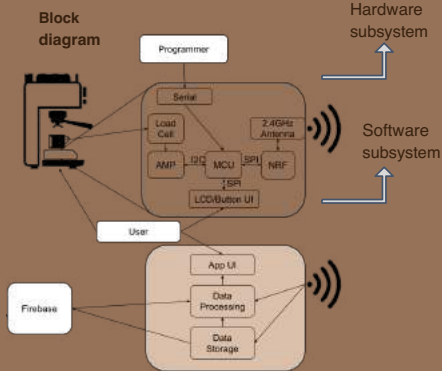 Block
diagram
Hardware
subsystem
Programmer
Serial
Load
Cell
2.4GHz
Antenna
Software
subsystem
AMP
I2C
MCU
SPI
NRF
SPI
LCD/Button UI
User
App UI
Firebase
Data
Processing
Data
Storage